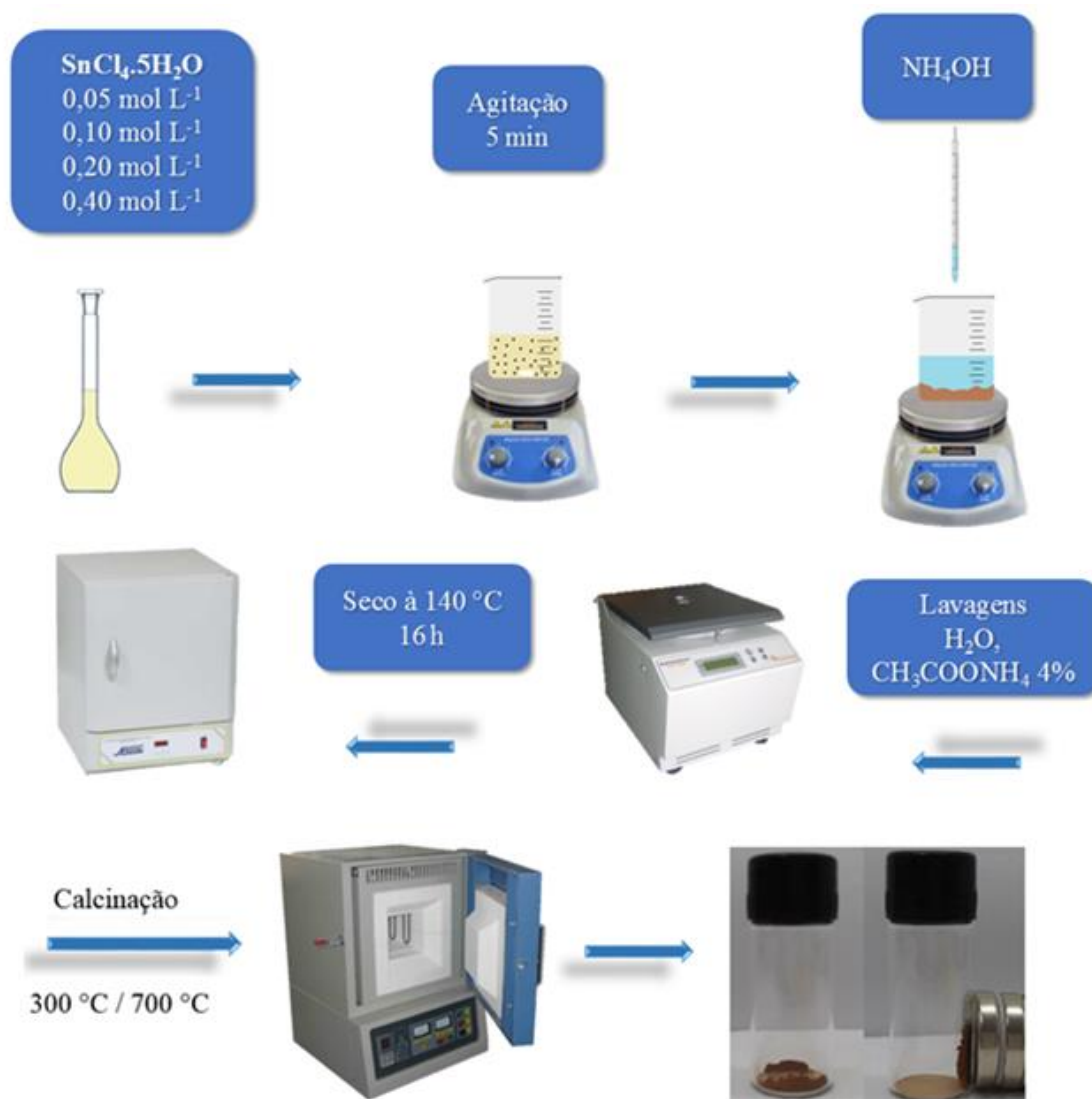 SnCl₄.5H₂O
0,05 mol L⁻¹
0,10 mol L⁻¹
0,20 mol L⁻¹
0,40 mol L⁻¹
Agitação
5 min
NH₄OH
Seco à 140 °C
16 h
Lavagens
H₂O,
CH₃COONH₄ 4%
Calcinação
300 °C / 700 °C